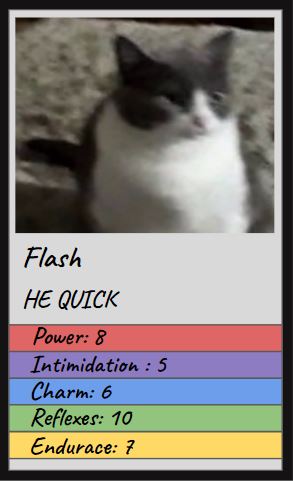 Flash
HE QUICK
Power: 8
Intimidation : 5
Charm: 6
Reflexes: 10
Endurace: 7